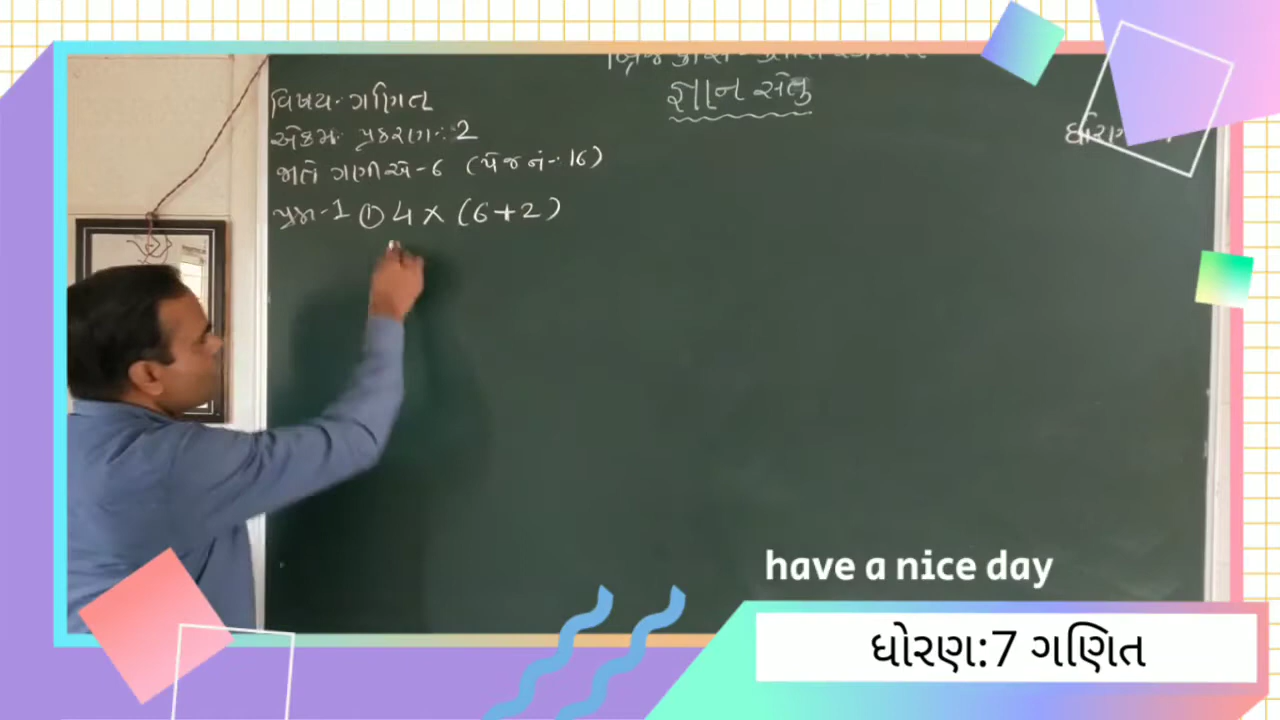 જ્ઞાન સેતુ
વિષય:- ગણિત
એકમ: પ્રકરણ:- 2
જાતે ગણીએ - 6 (પેજ નં-: 16)
પ્રશ્ન-1 ① 4 × (6+2)
have a nice day
ધોરણ:7 ગણિત